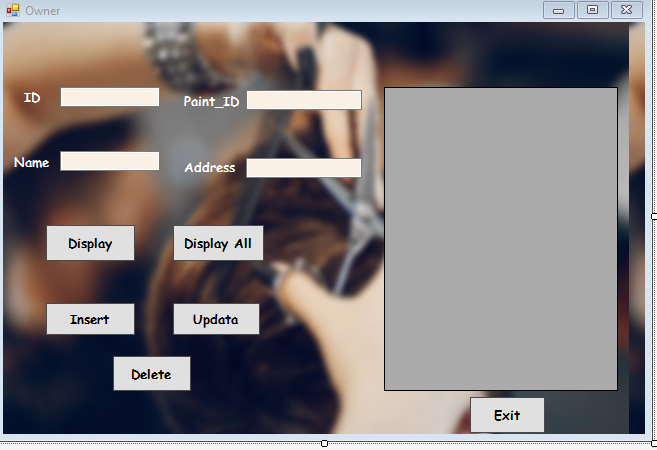 Owner
ID
Paint_ID
Name
Address
Display
Display All
Insert
Updata
Delete
Exit